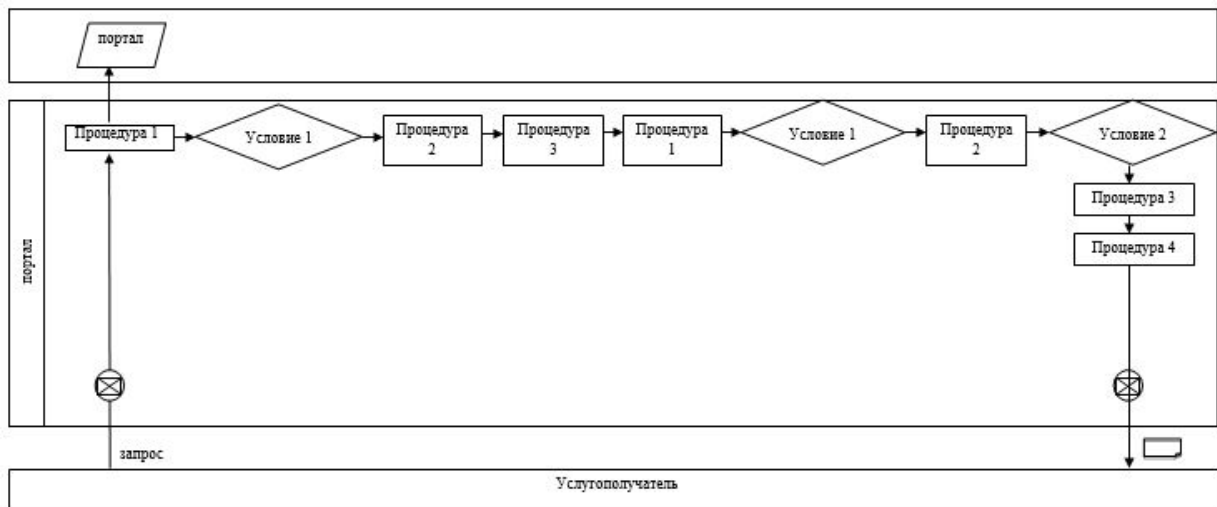 портал
Процедура 1
Условие 1
Процедура
2
Процедура
3
Процедура
1
Условие 1
Процедура
2
Условие 2
Процедура 3
Процедура 4
портал
запрос
Услугополучатель